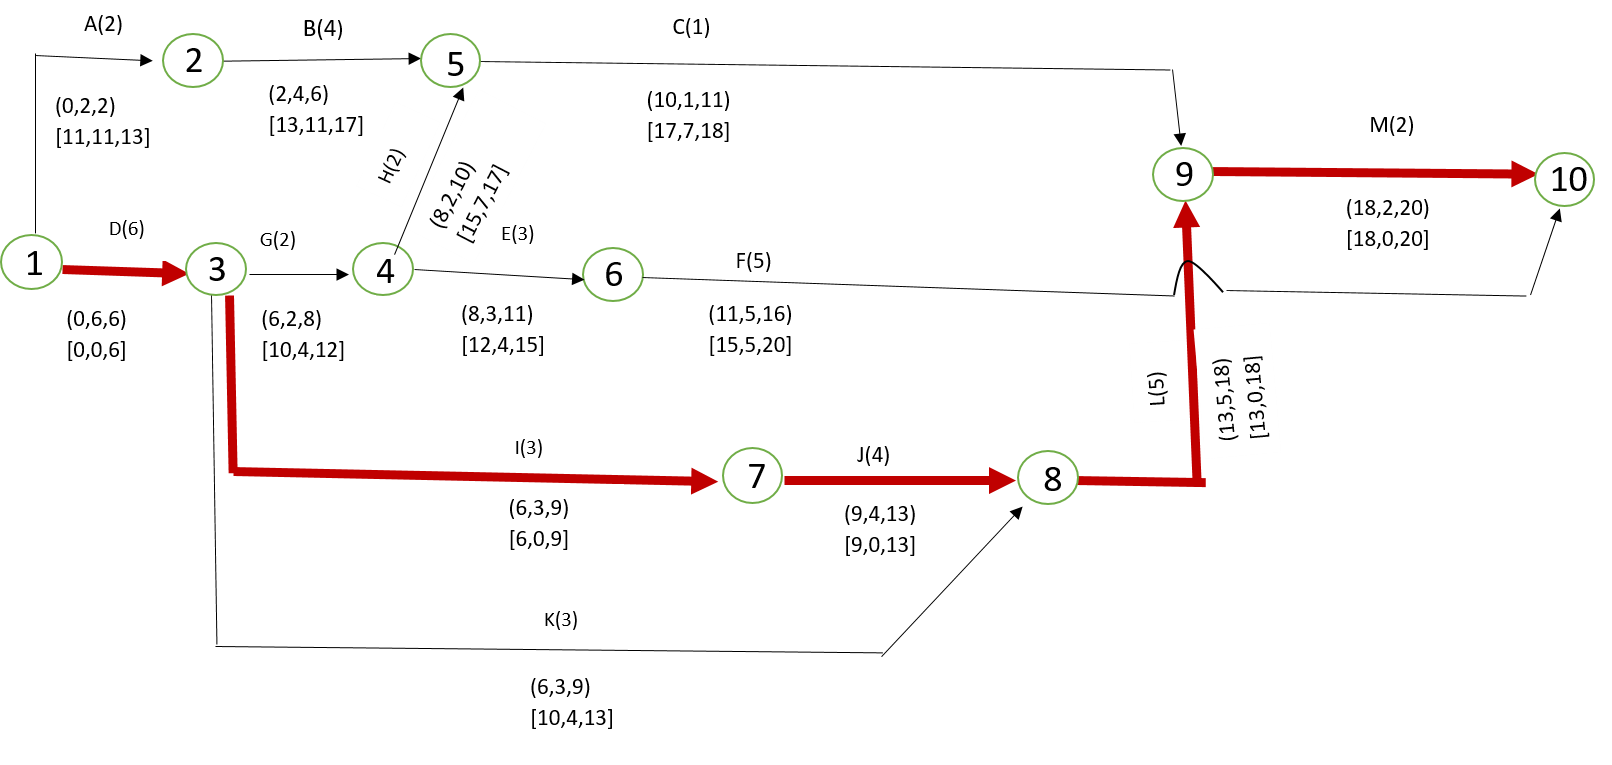 A(2)
B(4)
C(1)
2
5
(0,2,2)
[11,11,13]
(2,4,6)
[13,11,17]
(10,1,11)
[17,7,18]
M(2)
H(2)
(8,2,10)
[15,7,17]
9
10
(18,2,20)
[18,0,20]
D(6)
G(2)
E(3)
F(5)
1
3
4
6
(0,6,6)
[0,0,6]
(6,2,8)
[10,4,12]
(8,3,11)
[12,4,15]
(11,5,16)
[15,5,20]
L(5)
(13,5,18)
[13,0,18]
I(3)
J(4)
7
8
(6,3,9)
[6,0,9]
(9,4,13)
[9,0,13]
K(3)
(6,3,9)
[10,4,13]